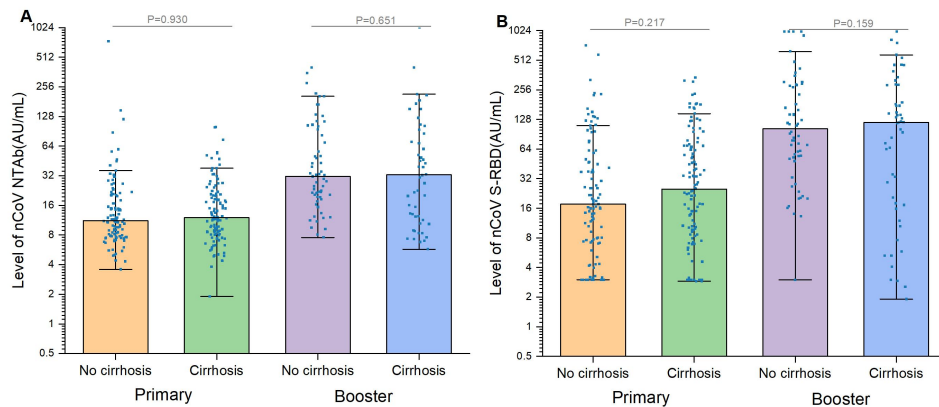 A
P=0.930
P=0.651
Level of nCoV NTAb(AU/mL)
1024
512
256
128
64
32
16
8
4
2
1
0.5
No cirrhosis
Cirrhosis
No cirrhosis
Cirrhosis
Primary
Booster
B
P=0.217
P=0.159
Level of nCoV S-RBD(AU/mL)
1024
512
256
128
64
32
16
8
4
2
1
0.5
No cirrhosis
Cirrhosis
No cirrhosis
Cirrhosis
Primary
Booster